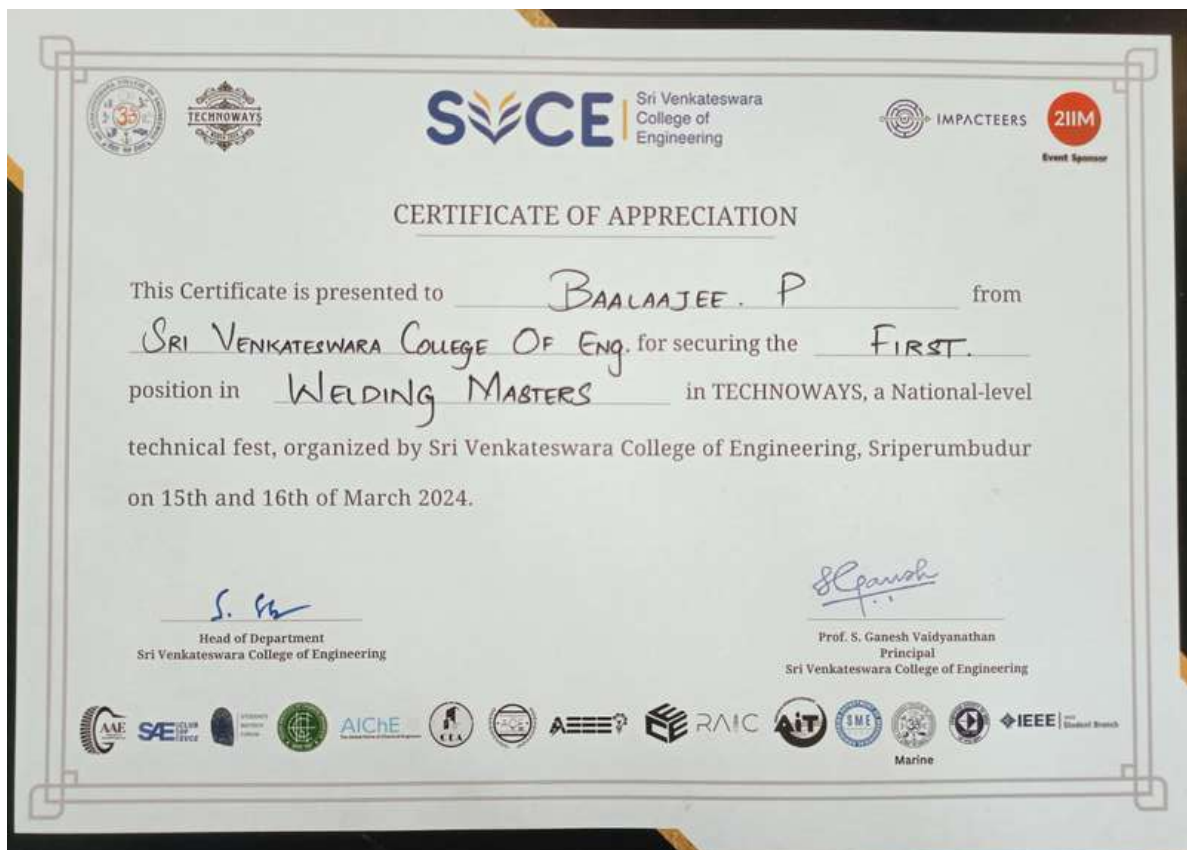 TECHNOWAYS
SVCE
Sri Venkateswara
College of
Engineering
IMPACTEERS
2IIM
Event Sponsor
CERTIFICATE OF APPRECIATION
This Certificate is presented to BAALAAJEE. P from
SRI VENKATESWARA COLLEGE OF ENG. for securing the FIRST.
position in WELDING MASTERS in TECHNOWAYS, a National-level
technical fest, organized by Sri Venkateswara College of Engineering, Sriperumbudur
on 15th and 16th of March 2024.
Head of Department
Sri Venkateswara College of Engineering
Prof. S. Ganesh Vaidyanathan
Principal
Sri Venkateswara College of Engineering
AAE
SAE
AIChE
CEA
RAIC
AiT
SME
Marine
IEEE
Student Branch